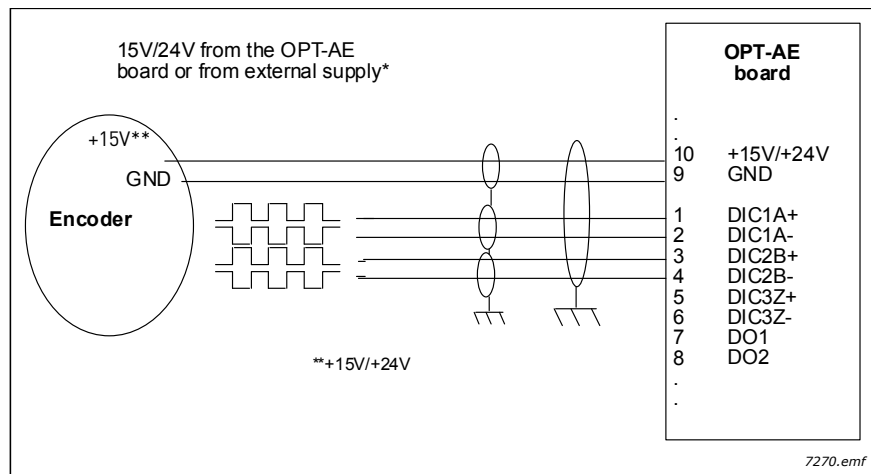 15V/24V from the OPT-AE
board or from external supply*
OPT-AE
board
.
.
+15V**
10 +15V/+24V
GND
9 GND
Encoder
1 DIC1A+
2 DIC1A-
3 DIC2B+
4 DIC2B-
5 DIC3Z+
6 DIC3Z-
7 DO1
8 DO2
.
.
**+15V/+24V
7270.emf